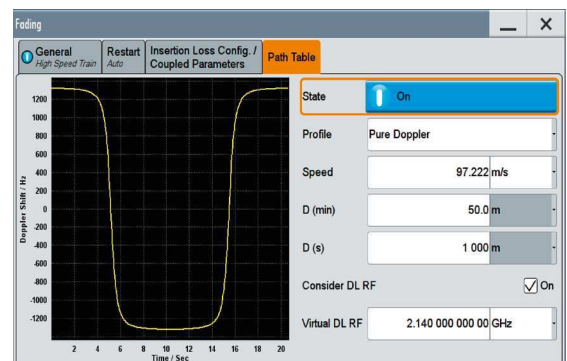 Fading
General
High Speed Train
Restart
Auto
Insertion Loss Config. /
Coupled Parameters
Path Table
State
On
Profile
Pure Doppler
Speed
97.222 m/s
D (min)
50.0 m
D (s)
1 000 m
Consider DL RF
On
Virtual DL RF
2.140 000 000 00 GHz
Doppler Shift / Hz
1200
1000
800
600
400
200
0
-200
-400
-600
-800
-1000
-1200
2 4 6 8 10 12 14 16 18 20
Time / Sec